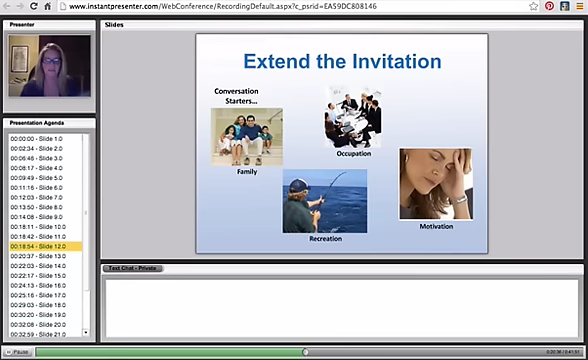 www.instantpresenter.com/WebConference/RecordingDefault.aspx?c_psrid=EA59DC808146
Presenter
Slides
Extend the Invitation
Conversation
Starters...
Family
Occupation
Recreation
Motivation
Presentation Agenda
00:00:00 - Slide 1.0
00:02:34 - Slide 2.0
00:06:46 - Slide 3.0
00:08:17 - Slide 4.0
00:09:49 - Slide 5.0
00:11:16 - Slide 6.0
00:12:03 - Slide 7.0
00:13:50 - Slide 8.0
00:14:08 - Slide 9.0
00:18:11 - Slide 10.0
00:18:42 - Slide 11.0
00:18:54 - Slide 12.0
00:20:37 - Slide 13.0
00:22:03 - Slide 14.0
00:22:17 - Slide 15.0
00:24:13 - Slide 16.0
00:25:16 - Slide 17.0
00:29:03 - Slide 18.0
00:30:20 - Slide 19.0
00:32:08 - Slide 20.0
00:32:59 - Slide 21.0
Text Chat - Private
Pause